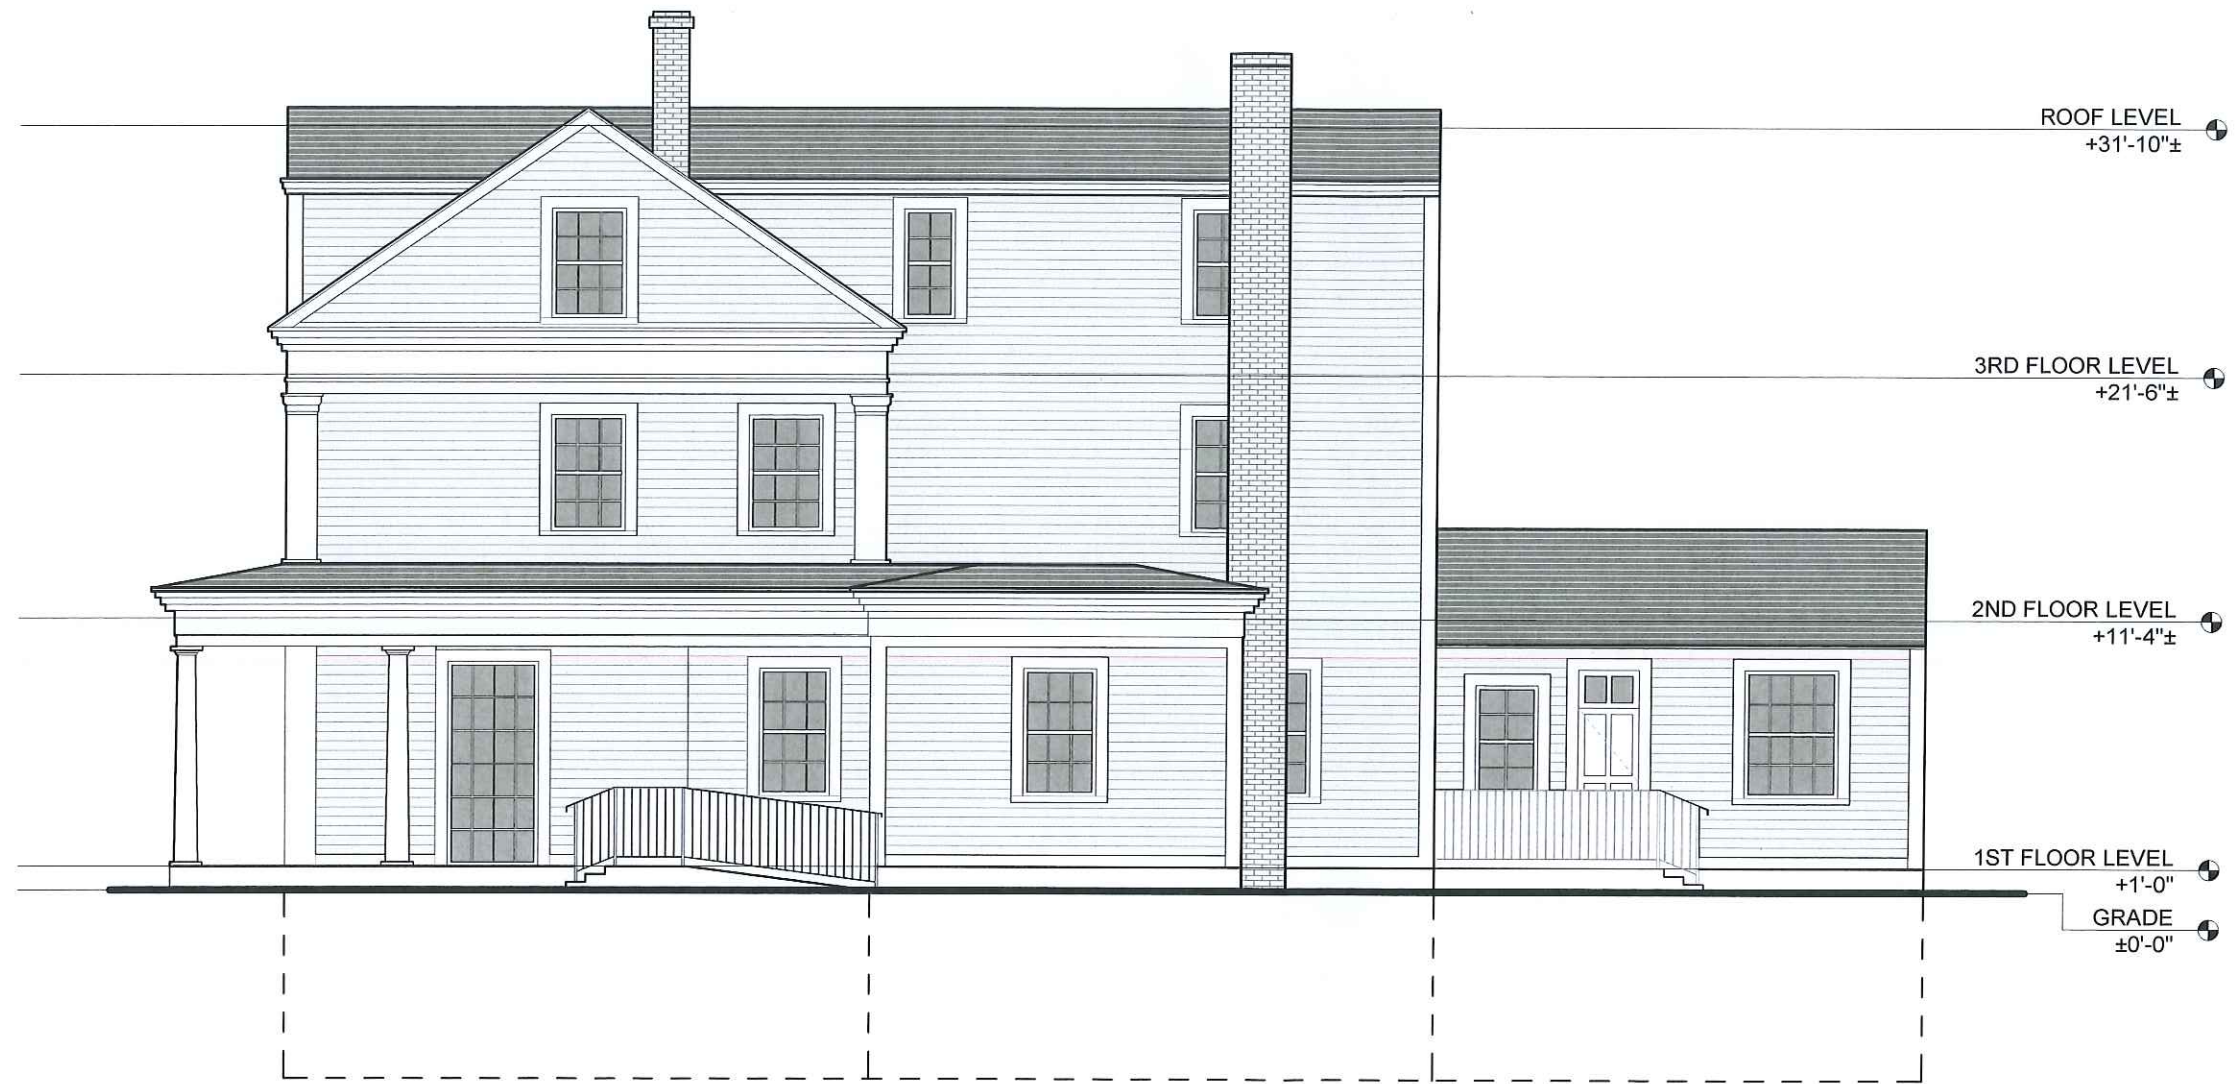 ROOF LEVEL
+31'-10"±
3RD FLOOR LEVEL
+21'-6"±
2ND FLOOR LEVEL
+11'-4"±
1ST FLOOR LEVEL
+1'-0"
GRADE
±0'-0"